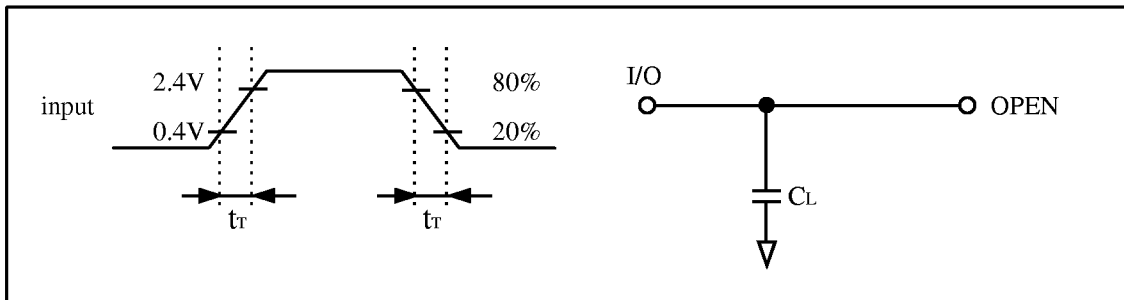 2.4V
80%
input
0.4V
20%
tT
tT
I/O
OPEN
CL